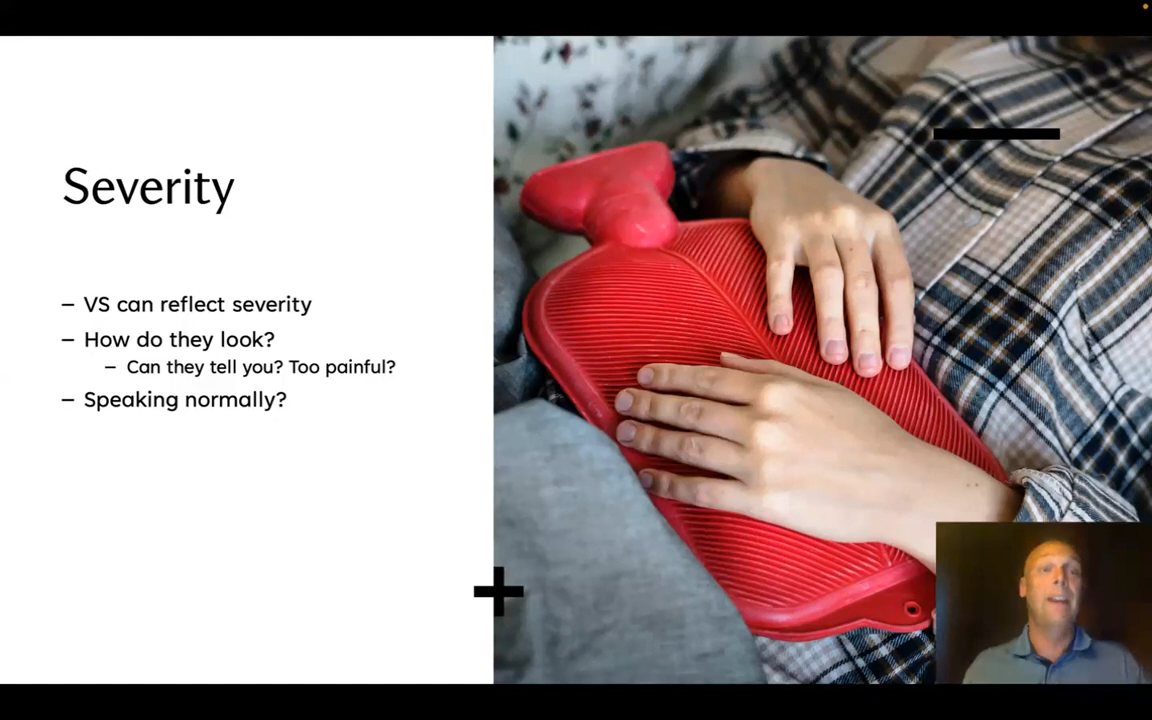 Severity
– VS can reflect severity
– How do they look?
– Can they tell you? Too painful?
– Speaking normally?